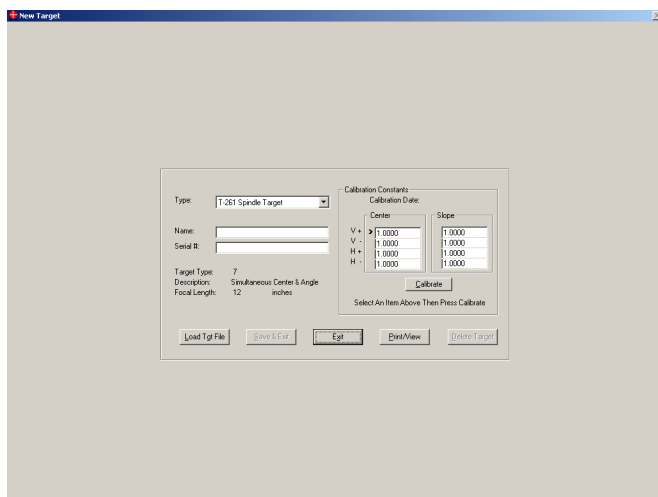 New Target
Type: T-261 Spindle Target
Name:
Serial #:
Target Type: 7
Description: Simultaneous Center & Angle
Focal Length: 12 inches
Calibration Constants
Calibration Date:
Center Slope
V + > 1.0000 1.0000
V - 1.0000 1.0000
H + 1.0000 1.0000
H - 1.0000 1.0000
Calibrate
Select An Item Above Then Press Calibrate
Load Tgt File Save & Exit Exit Print/View Delete Target